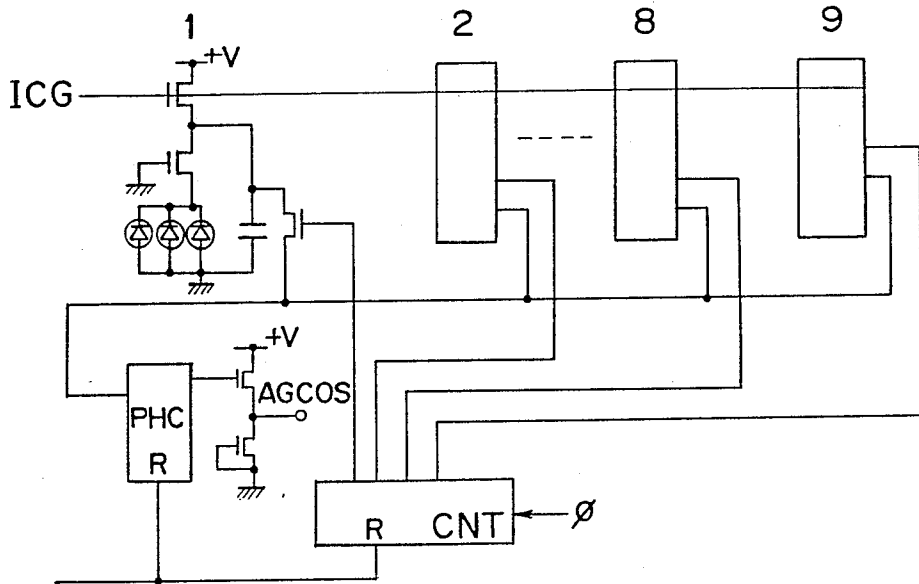 1 2 8 9
+V
ICG
+V
AGCOS
PHC
R
R CNT
Ø